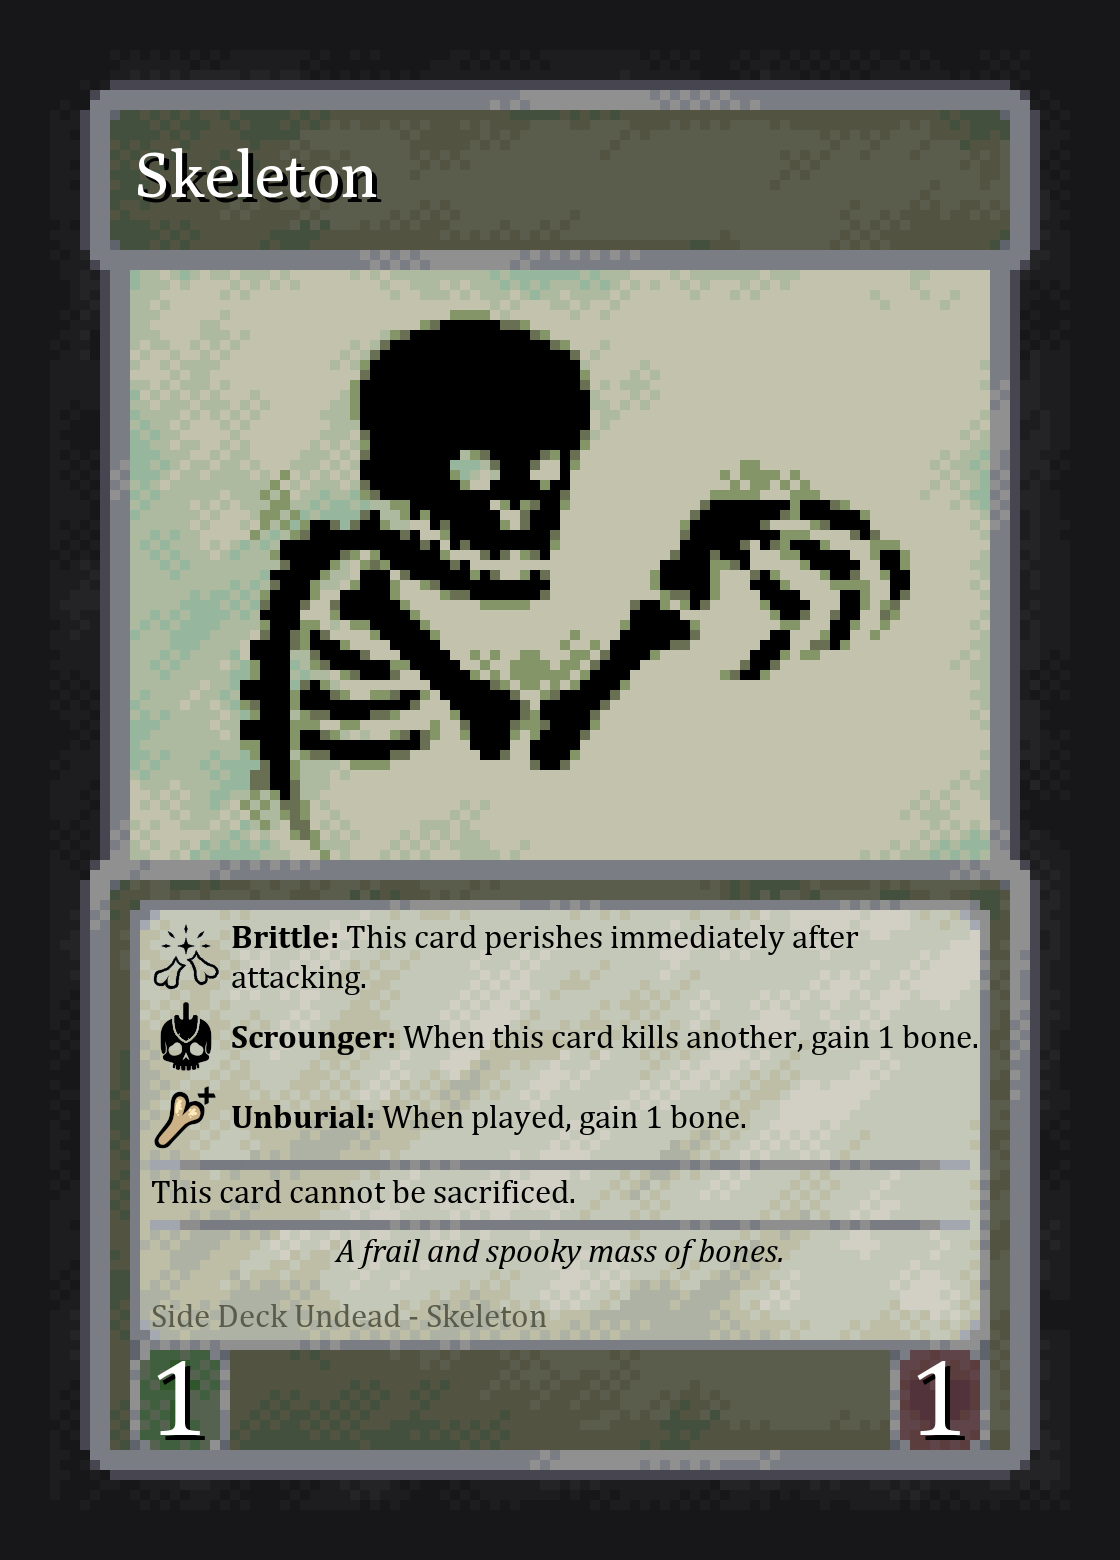 Skeleton
Brittle: This card perishes immediately after
attacking.
Scrounger: When this card kills another, gain 1 bone.
Unburial: When played, gain 1 bone.
This card cannot be sacrificed.
A frail and spooky mass of bones.
Side Deck Undead - Skeleton
1 1